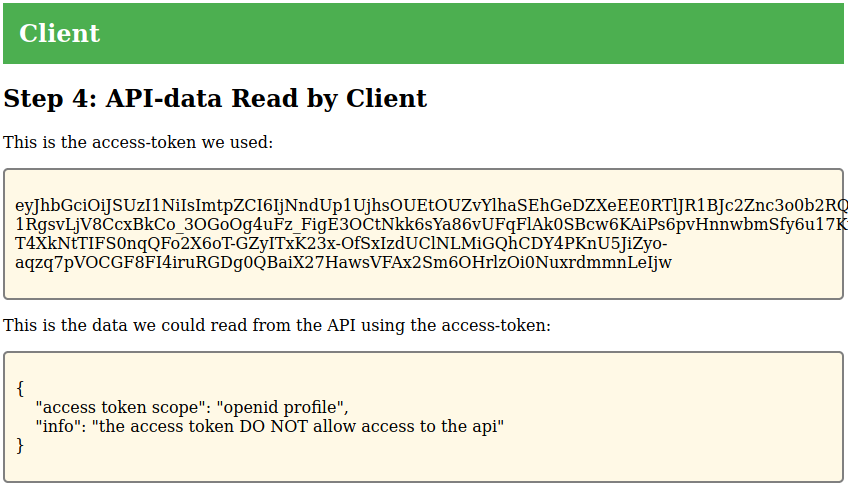 Client
Step 4: API-data Read by Client
This is the access-token we used:
eyJhbGciOiJSUzI1NiIsImtpZCI6IjNndUp1UjhsOUEtOUZvYlhaSEhGeDZXeEE0RTlJR1BJc2Znc3o0b2RQ
1RgsvLjV8CcxBkCo_3OGoOg4uFz_FigE3OCtNkk6sYa86vUFqFlAk0SBcw6KAiPs6pvHnnwbmSfy6u17K
T4XkNtTIFS0nqQFo2X6oT-GZyITxK23x-OfSxIzdUClNLMiGQhCDY4PKnU5JiZyo-
aqzq7pVOCGF8FI4iruRGDg0QBaiX27HawsVFAx2Sm6OHrlzOi0NuxrdmmnLeIjw
This is the data we could read from the API using the access-token:
{
    "access token scope": "openid profile",
    "info": "the access token DO NOT allow access to the api"
}